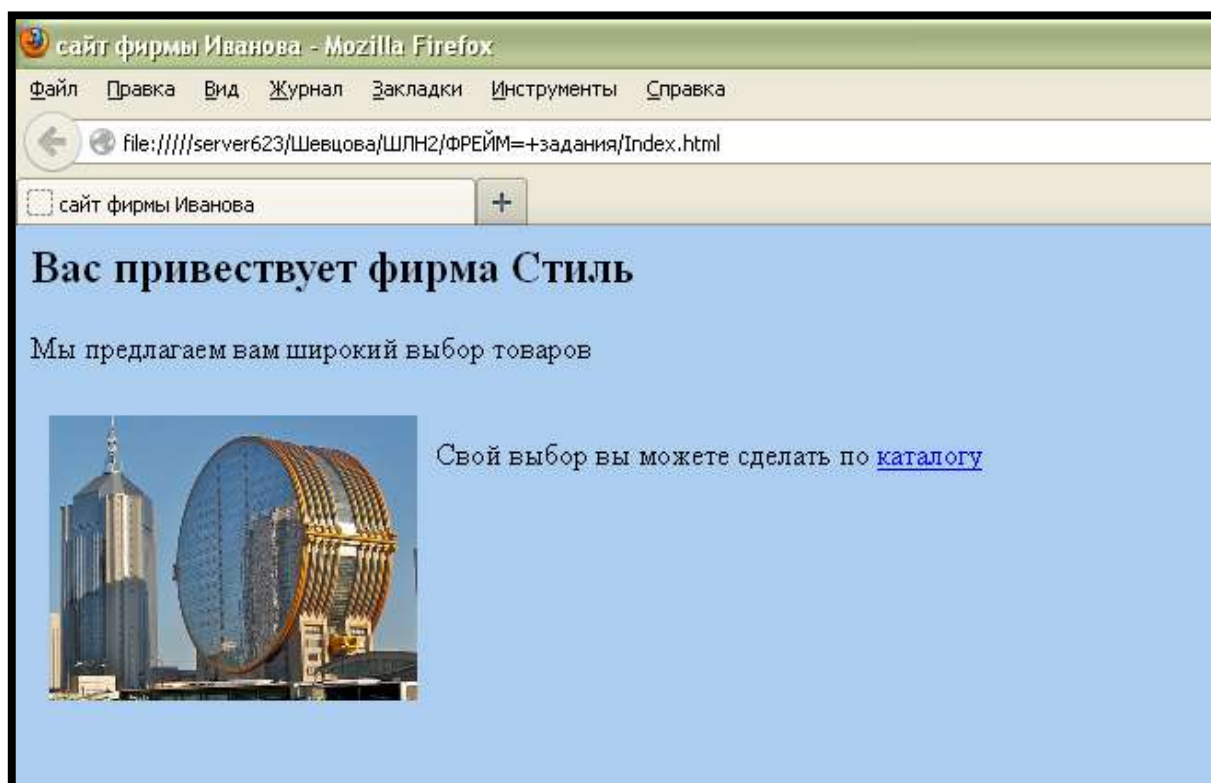 сайт фирмы Иванова - Mozilla Firefox
Файл Правка Вид Журнал Закладки Инструменты Справка
file://///server623/Шевцова/ШЛН2/ФРЕЙМ=+задания/Index.html
сайт фирмы Иванова +
Вас привествует фирма Стиль
Мы предлагаем вам широкий выбор товаров
Свой выбор вы можете сделать по каталогу